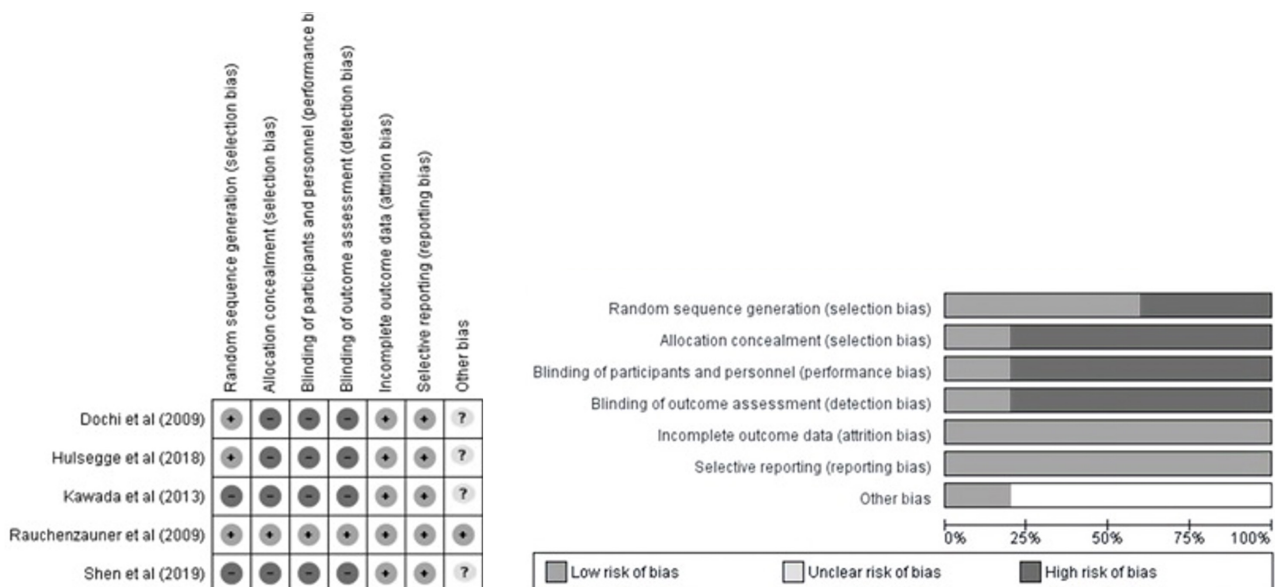 Random sequence generation (selection bias)
Allocation concealment (selection bias)
Blinding of participants and personnel (performance b
Blinding of outcome assessment (detection bias)
Incomplete outcome data (attrition bias)
Selective reporting (reporting bias)
Other bias
Dochi et al (2009) + - - - + + ?
Hulsegge et al (2018) + - - - + + ?
Kawada et al (2013) - - - - + + ?
Rauchenzauner et al (2009) + + + + + + +
Shen et al (2019) - - - - + + ?
Random sequence generation (selection bias)
Allocation concealment (selection bias)
Blinding of participants and personnel (performance bias)
Blinding of outcome assessment (detection bias)
Incomplete outcome data (attrition bias)
Selective reporting (reporting bias)
Other bias
0% 25% 50% 75% 100%
Low risk of bias Unclear risk of bias High risk of bias